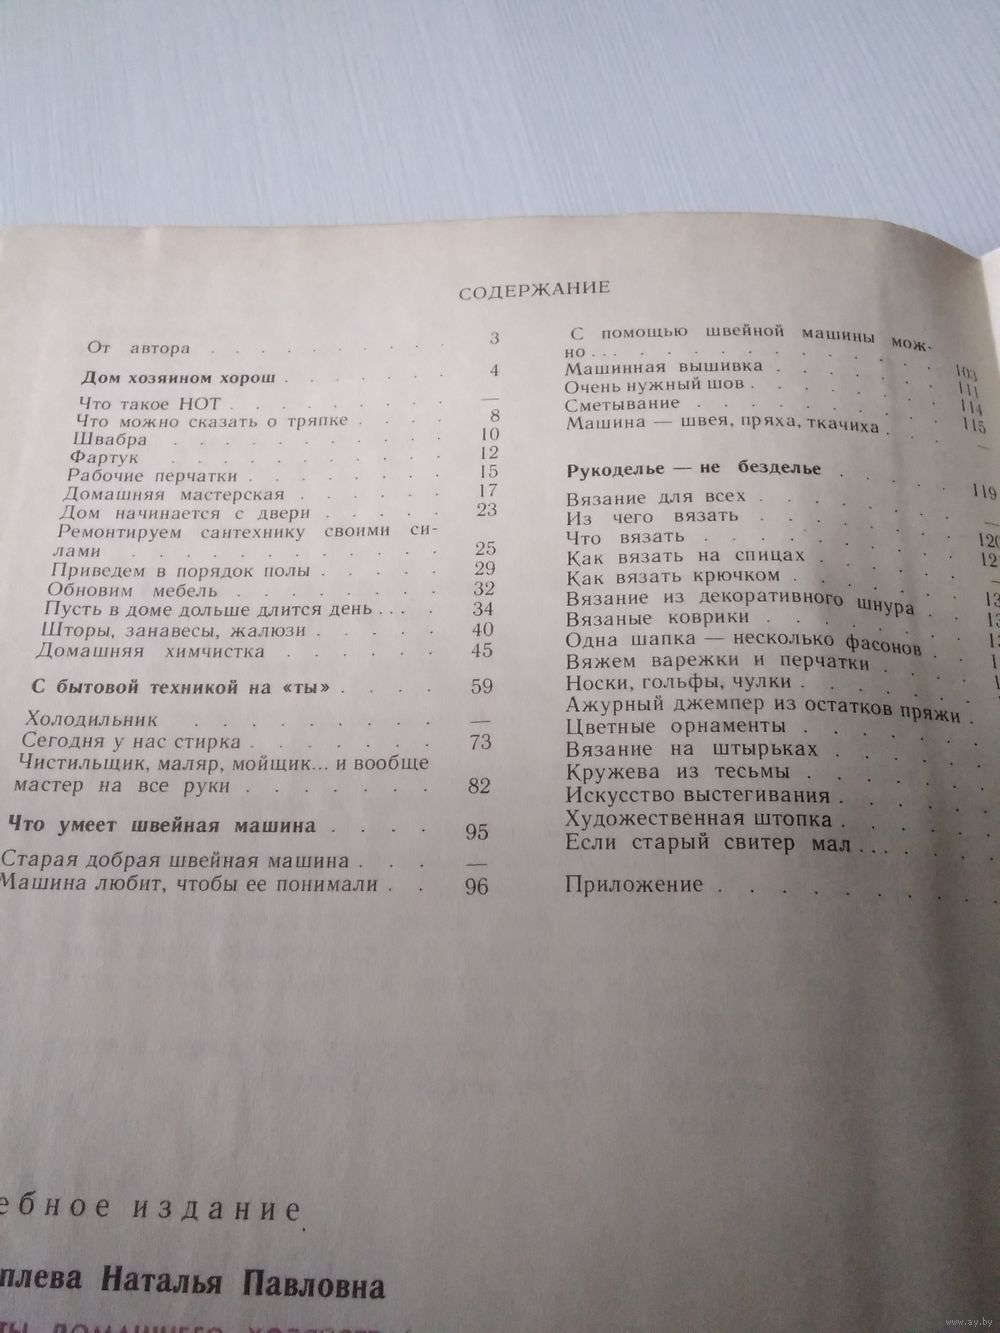 СОДЕРЖАНИЕ
От автора . . . . . . . . 3
Дом хозяином хорош . . . . . . 4
Что такое НОТ . . . . . . . —
Что можно сказать о тряпке . . . . 8
Швабра . . . . . . . . . 10
Фартук . . . . . . . . . 12
Рабочие перчатки . . . . . . . 15
Домашняя мастерская . . . . . . 17
Дом начинается с двери . . . . . 23
Ремонтируем сантехнику своими си-
лами . . . . . . . . . . 25
Приведем в порядок полы . . . . . 29
Обновим мебель . . . . . . . 32
Пусть в доме дольше длится день . . . . 34
Шторы, занавесы, жалюзи . . . . . 40
Домашняя химчистка . . . . . . 45
С бытовой техникой на «ты» . . . . 59
Холодильник . . . . . . . . —
Сегодня у нас стирка . . . . . . 73
Чистильщик, маляр, мойщик... и вообще
мастер на все руки . . . . . . . 82
Что умеет швейная машина . . . . 95
Старая добрая швейная машина . . . —
Машина любит, чтобы ее понимали . . 96
С помощью швейной машины мож-
но . . . . . . . . . . . 103
Машинная вышивка . . . . . . 111
Очень нужный шов . . . . . . . 114
Сметывание . . . . . . . . 115
Машина — швея, пряха, ткачиха . . . —
Рукоделье — не безделье . . . . 119
Вязание для всех . . . . . . . —
Из чего вязать . . . . . . .
Что вязать . . . . . . . .
Как вязать на спицах . . . . . .
Как вязать крючком . . . . . .
Вязание из декоративного шнура . .
Вязаные коврики . . . . . . .
Одна шапка — несколько фасонов . .
Вяжем варежки и перчатки . . . .
Носки, гольфы, чулки . . . . . .
Ажурный джемпер из остатков пряжи .
Цветные орнаменты . . . . . .
Вязание на штырьках . . . . .
Кружева из тесьмы . . . . . .
Искусство выстегивания . . . . .
Художественная штопка . . . . .
Если старый свитер мал . . . . .
Приложение . . . . . . . .
ебное издание
плева Наталья Павловна
ДОМАШНЕГО
www.ay.by